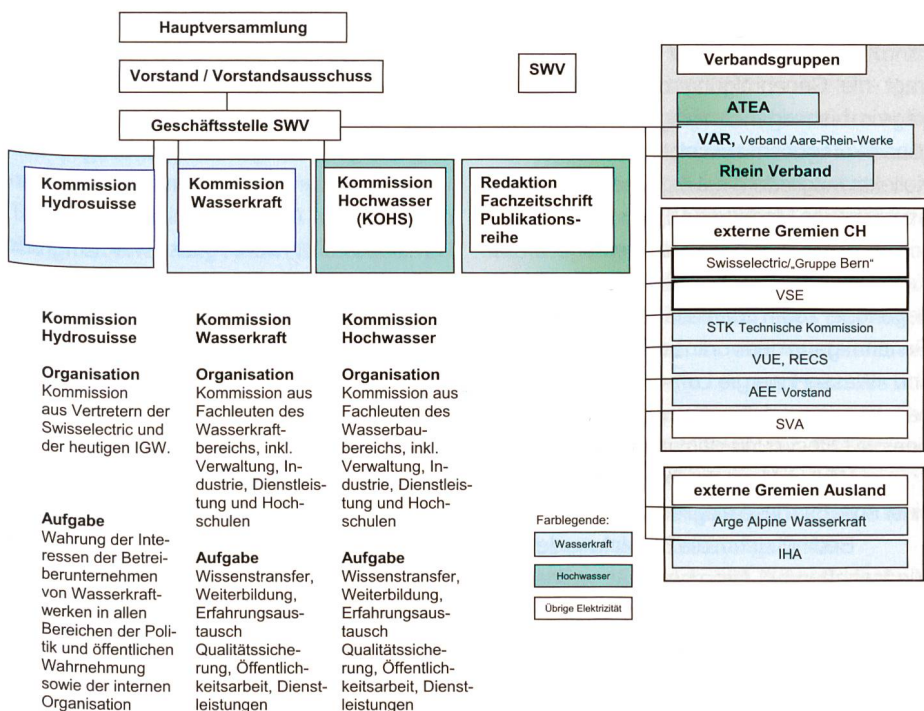 Hauptversammlung
Vorstand / Vorstandsausschuss
SWV
Geschäftsstelle SWV
Kommission
Hydrosuisse
Kommission
Wasserkraft
Kommission
Hochwasser
(KOHS)
Redaktion
Fachzeitschrift
Publikations-
reihe
Verbandsgruppen
ATEA
VAR, Verband Aare-Rhein-Werke
Rhein Verband
externe Gremien CH
Swisselectric/„Gruppe Bern“
VSE
STK Technische Kommission
VUE, RECS
AEE Vorstand
SVA
externe Gremien Ausland
Arge Alpine Wasserkraft
IHA
Kommission
Hydrosuisse
Organisation
Kommission
aus Vertretern der
Swisselectric und
der heutigen IGW.
Aufgabe
Wahrung der Inte-
ressen der Betrei-
berunternehmen
von Wasserkraft-
werken in allen
Bereichen der Poli-
tik und öffentlichen
Wahrnehmung
sowie der internen
Organisation
Kommission
Wasserkraft
Organisation
Kommission aus
Fachleuten des
Wasserkraft-
bereichs, inkl.
Verwaltung, In-
dustrie, Dienstleis-
tung und Hoch-
schulen
Aufgabe
Wissenstransfer,
Weiterbildung,
Erfahrungsaus-
tausch
Qualitätssiche-
rung, Öffentlich-
keitsarbeit, Dienst-
leistungen
Kommission
Hochwasser
Organisation
Kommission aus
Fachleuten des
Wasserbau-
bereichs, inkl.
Verwaltung, In-
dustrie, Dienstleis-
tung und Hoch-
schulen
Aufgabe
Wissenstransfer,
Weiterbildung,
Erfahrungsaus-
tausch
Qualitätssiche-
rung, Öffentlich-
keitsarbeit, Dienst-
leistungen
Farblegende:
Wasserkraft
Hochwasser
Übrige Elektrizität